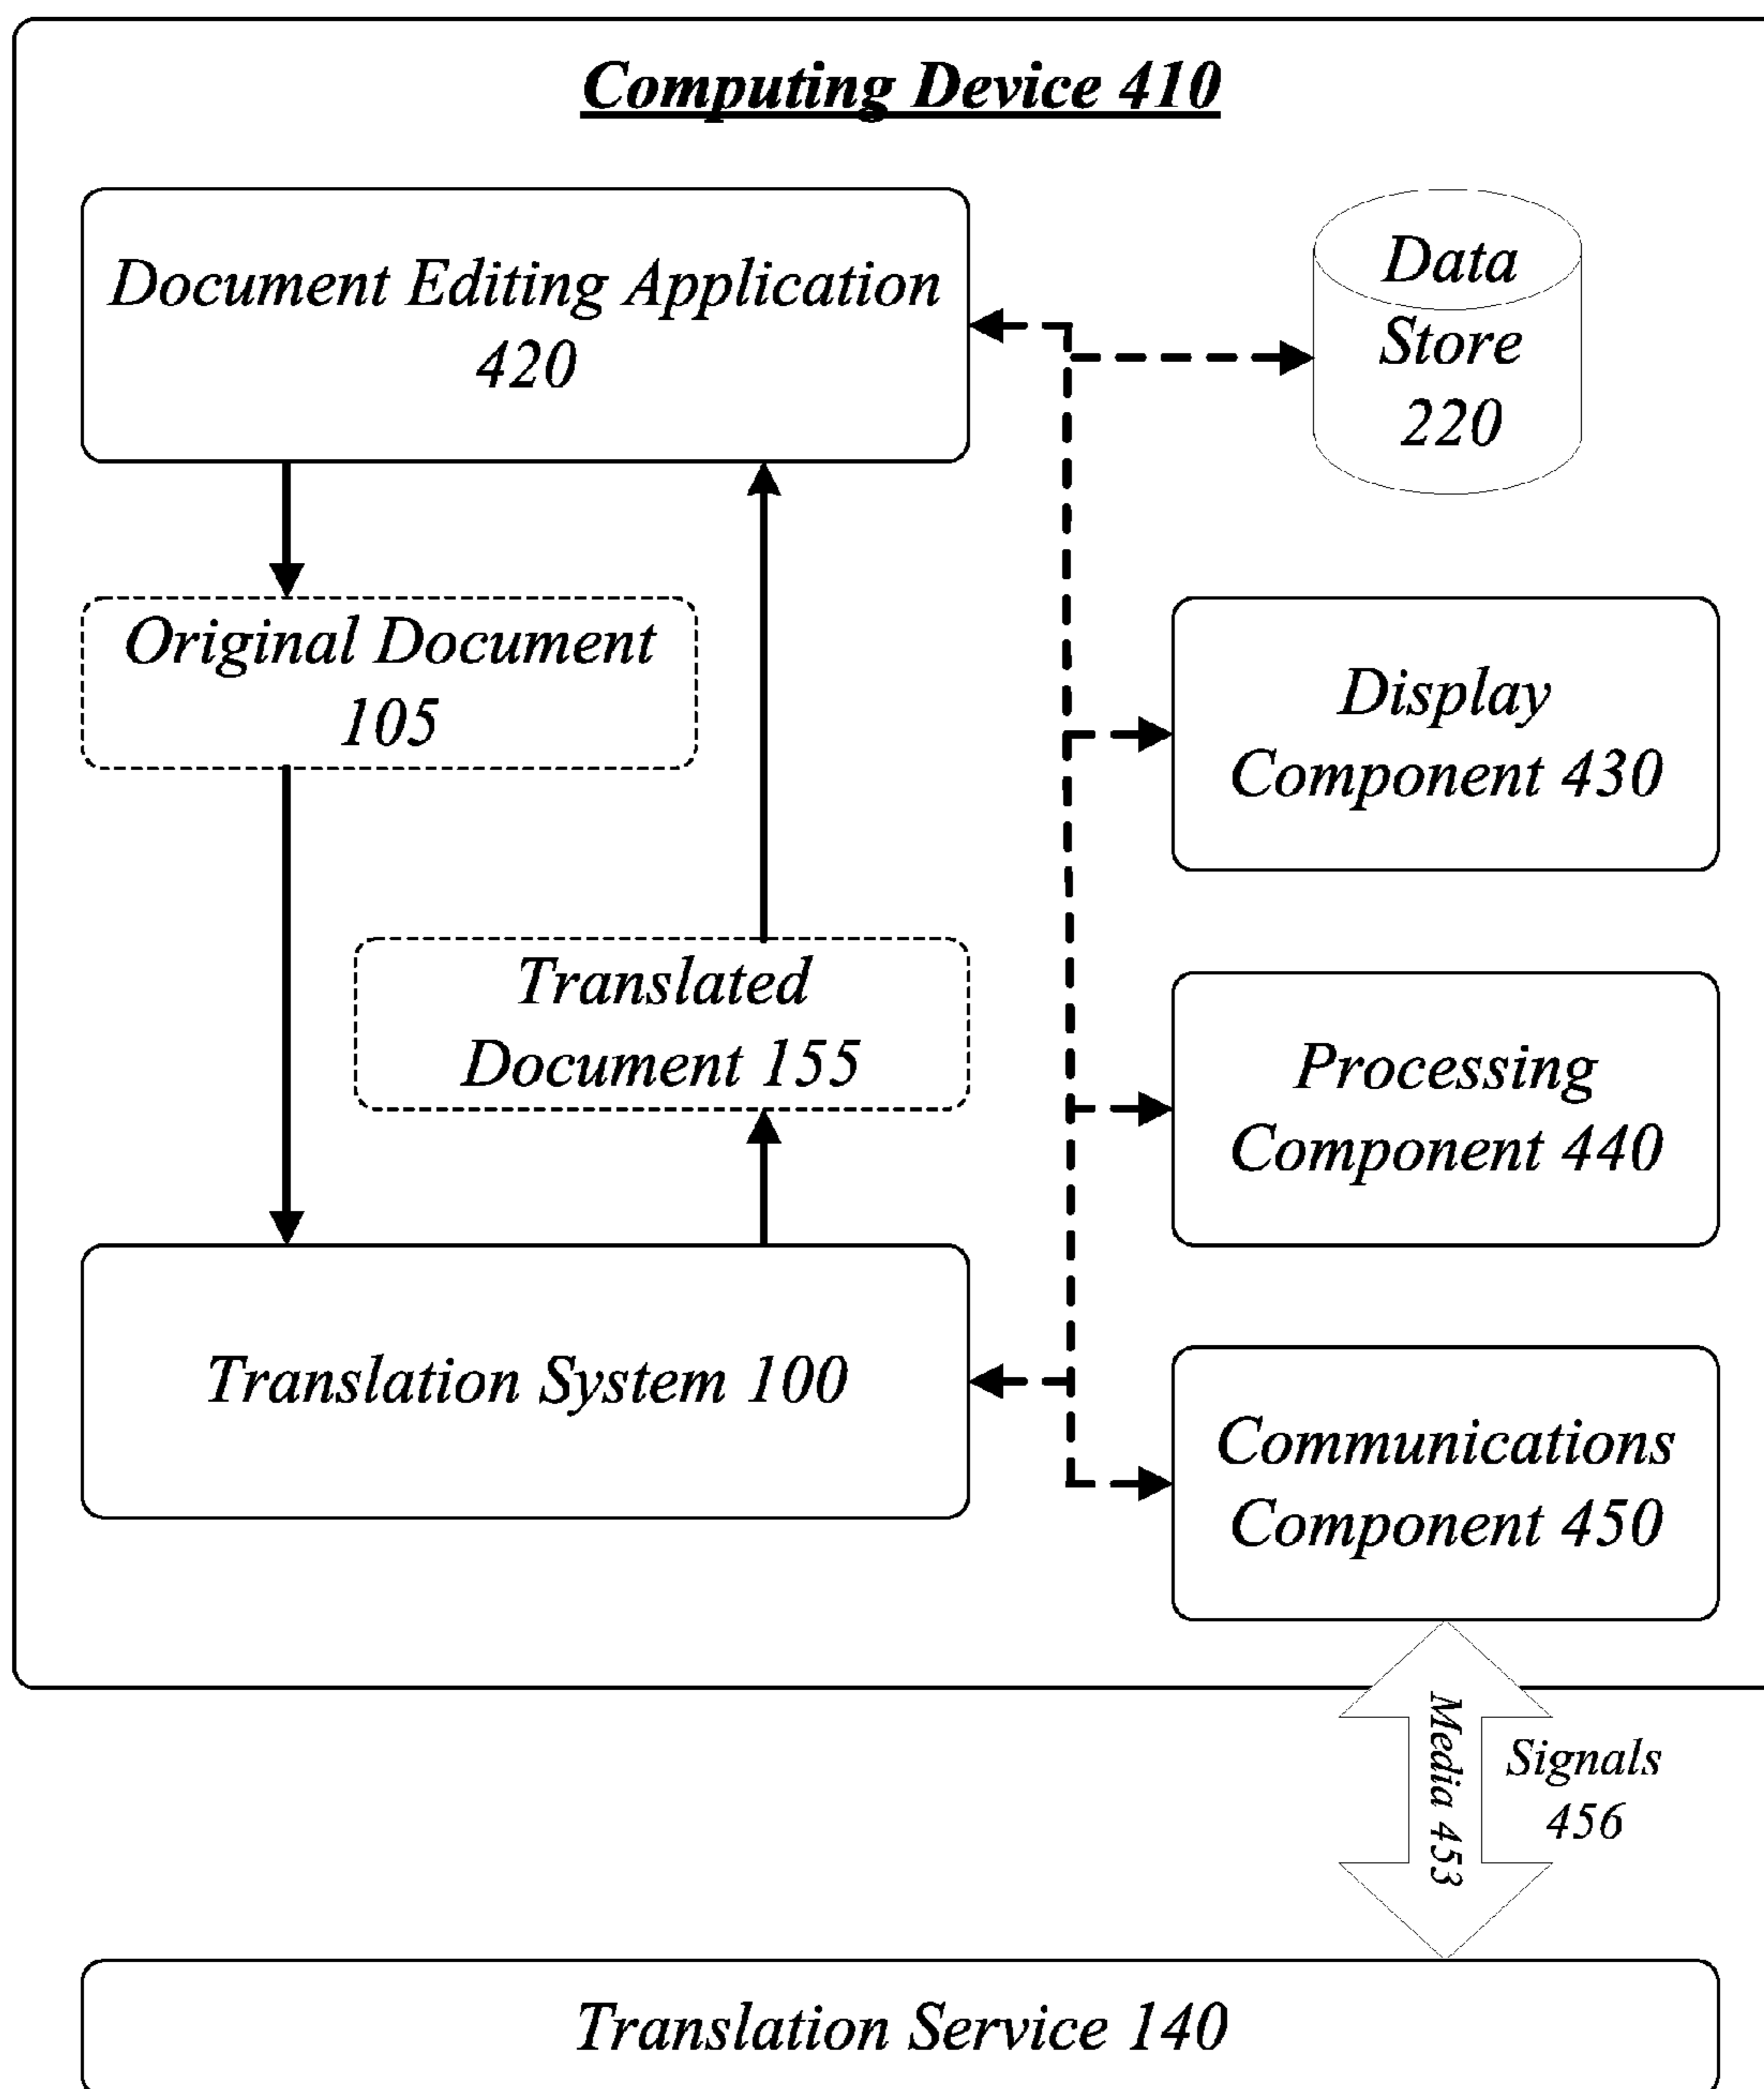 Computing Device 410
Document Editing Application
420
Data
Store
220
Original Document
105
Display
Component 430
Translated
Document 155
Processing
Component 440
Translation System 100
Communications
Component 450
Media 453
Signals
456
Translation Service 140